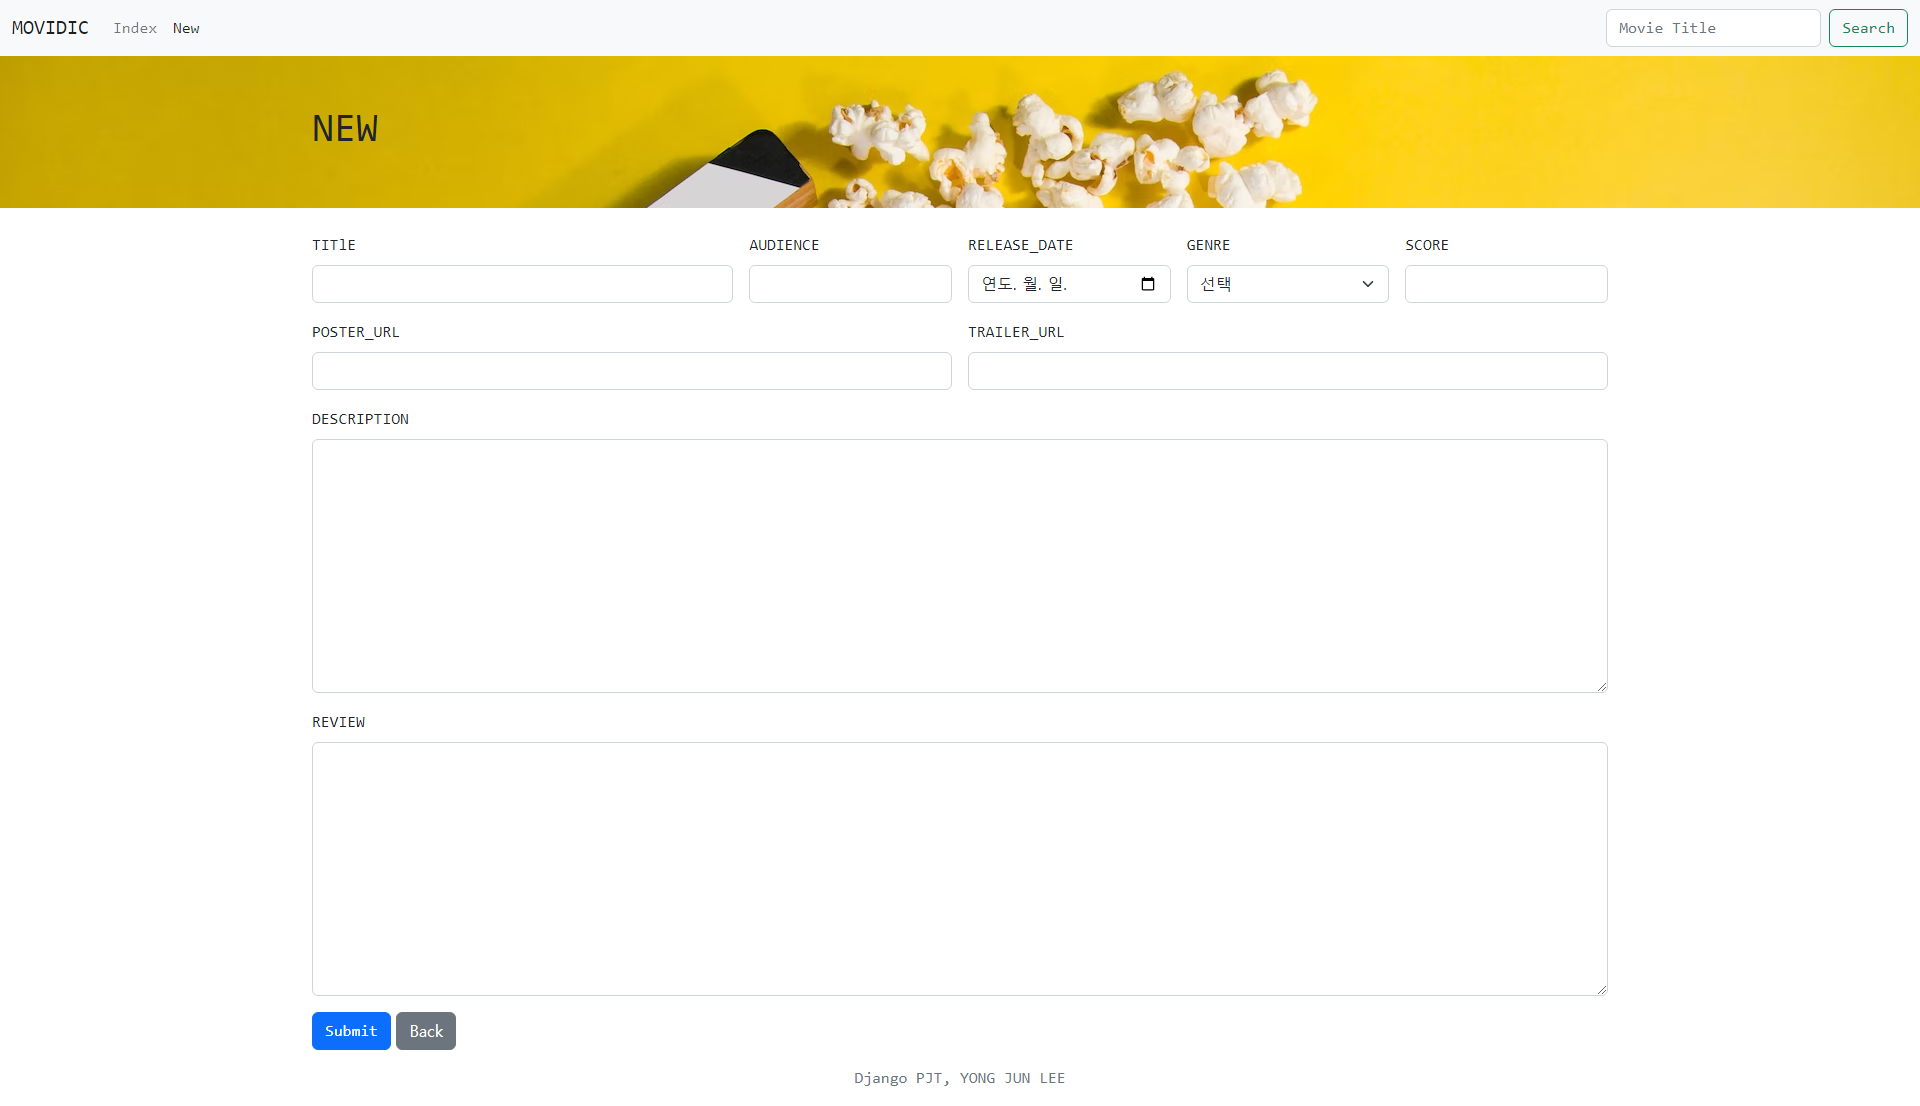 MOVIDIC Index New Movie Title Search
NEW
TITlE AUDIENCE RELEASE_DATE GENRE SCORE
연도. 월. 일. 선택
POSTER_URL TRAILER_URL
DESCRIPTION
REVIEW
Submit Back
Django PJT, YONG JUN LEE